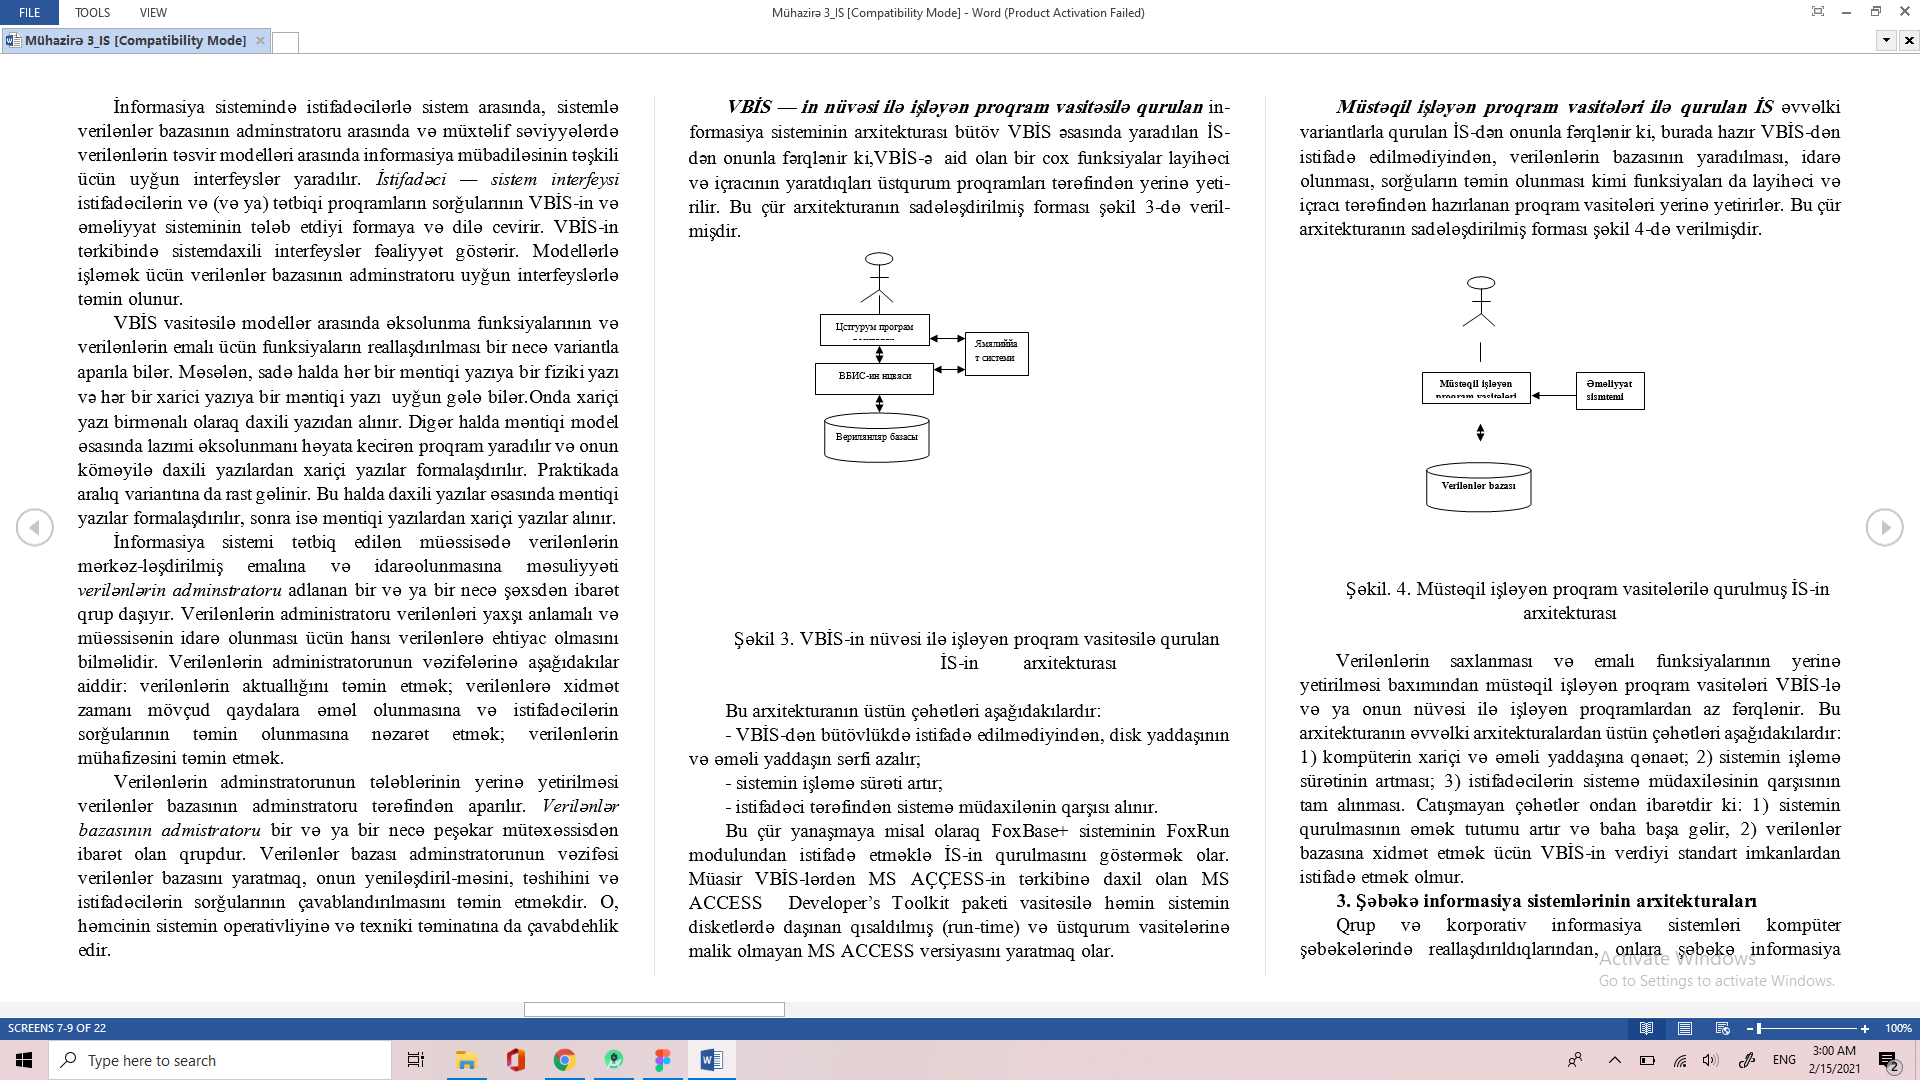 FILE TOOLS VIEW
Mühazirə 3_IS [Compatibility Mode] - Word (Product Activation Failed)
Mühazirə 3_IS [Compatibility Mode]
İnformasiya sistemində istifadəcilərlə sistem arasında, sistemlə
verilənlər bazasının adminstratoru arasında və müxtəlif səviyyələrdə
verilənlərin təsvir modelləri arasında informasiya mübadiləsinin təşkili
ücün uyğun interfeyslər yaradılır. İstifadəci — sistem interfeysi
istifadəcilərin və (və ya) tətbiqi proqramların sorğularının VBİS-in və
əməliyyat sisteminin tələb etdiyi formaya və dilə cevirir. VBİS-in
tərkibində sistemdaxili interfeyslər fəaliyyət göstərir. Modellərlə
işləmək ücün verilənlər bazasının adminstratoru uyğun interfeyslərlə
təmin olunur.
VBİS vasitəsilə modellər arasında əksolunma funksiyalarının və
verilənlərin emalı ücün funksiyaların reallaşdırılması bir necə variantla
aparıla bilər. Məsələn, sadə halda hər bir məntiqi yazıya bir fiziki yazı
və hər bir xarici yazıya bir məntiqi yazı uyğun gələ bilər.Onda xariçi
yazı birmənalı olaraq daxili yazıdan alınır. Digər halda məntiqi model
əsasında lazımi əksolunmanı həyata kecirən proqram yaradılır və onun
köməyilə daxili yazılardan xariçi yazılar formalaşdırılır. Praktikada
aralıq variantına da rast gəlinir. Bu halda daxili yazılar əsasında məntiqi
yazılar formalaşdırılır, sonra isə məntiqi yazılardan xariçi yazılar alınır.
İnformasiya sistemi tətbiq edilən müəssisədə verilənlərin
mərkəz-ləşdirilmiş emalına və idarəolunmasına məsuliyyəti
verilənlərin adminstratoru adlanan bir və ya bir necə şəxsdən ibarət
qrup daşıyır. Verilənlərin administratoru verilənləri yaxşı anlamalı və
müəssisənin idarə olunması ücün hansı verilənlərə ehtiyac olmasını
bilməlidir. Verilənlərin administratorunun vəzifələrinə aşağıdakılar
aiddir: verilənlərin aktuallığını təmin etmək; verilənlərə xidmət
zamanı mövçud qaydalara əməl olunmasına və istifadəcilərin
sorğularının təmin olunmasına nəzarət etmək; verilənlərin
mühafizəsini təmin etmək.
Verilənlərin adminstratorunun tələblərinin yerinə yetirilməsi
verilənlər bazasının adminstratoru tərəfindən aparılır. Verilənlər
bazasının admistratoru bir və ya bir necə peşəkar mütəxəssisdən
ibarət olan qrupdur. Verilənlər bazası adminstratorunun vəzifəsi
verilənlər bazasını yaratmaq, onun yeniləşdiril-məsini, təshihini və
istifadəcilərin sorğularının çavablandırılmasını təmin etməkdir. O,
həmcinin sistemin operativliyinə və texniki təminatına da çavabdehlik
edir.
VBİS — in nüvəsi ilə işləyən proqram vasitəsilə qurulan in-
formasiya sisteminin arxitekturası bütöv VBİS əsasında yaradılan İS-
dən onunla fərqlənir ki,VBİS-ə aid olan bir cox funksiyalar layihəci
və içraçının yaratdıqları üstqurum proqramları tərəfindən yerinə yeti-
rilir. Bu çür arxitekturanın sadələşdirilmiş forması şəkil 3-də veril-
mişdir.
Цстгурум програм
Ямялиййа
т системи
ВБИС-ин нцвяси
Верилянляр базасы
Şəkil 3. VBİS-in nüvəsi ilə işləyən proqram vasitəsilə qurulan
İS-in arxitekturası
Bu arxitekturanın üstün çəhətləri aşağıdakılardır:
- VBİS-dən bütövlükdə istifadə edilmədiyindən, disk yaddaşının
və əməli yaddaşın sərfi azalır;
- sistemin işləmə sürəti artır;
- istifadəci tərəfindən sistemə müdaxilənin qarşısı alınır.
Bu çür yanaşmaya misal olaraq FoxBase+ sisteminin FoxRun
modulundan istifadə etməklə İS-in qurulmasını göstərmək olar.
Müasir VBİS-lərdən MS AÇÇESS-in tərkibinə daxil olan MS
ACCESS Developer’s Toolkit paketi vasitəsilə həmin sistemin
disketlərdə daşınan qısaldılmış (run-time) və üstqurum vasitələrinə
malik olmayan MS ACCESS versiyasını yaratmaq olar.
Müstəqil işləyən proqram vasitələri ilə qurulan İS əvvəlki
variantlarla qurulan İS-dən onunla fərqlənir ki, burada hazır VBİS-dən
istifadə edilmədiyindən, verilənlərin bazasının yaradılması, idarə
olunması, sorğuların təmin olunması kimi funksiyaları da layihəci və
içraçı tərəfindən hazırlanan proqram vasitələri yerinə yetirirlər. Bu çür
arxitekturanın sadələşdirilmiş forması şəkil 4-də verilmişdir.
Müstəqil işləyən
proqram vasitələri
Əməliyyat
sismtemi
Verilənlər bazası
Şəkil. 4. Müstəqil işləyən proqram vasitələrilə qurulmuş İS-in
arxitekturası
Verilənlərin saxlanması və emalı funksiyalarının yerinə
yetirilməsi baxımından müstəqil işləyən proqram vasitələri VBİS-lə
və ya onun nüvəsi ilə işləyən proqramlardan az fərqlənir. Bu
arxitekturanın əvvəlki arxitekturalardan üstün çəhətləri aşağıdakılardır:
1) kompüterin xariçi və əməli yaddaşına qənaət; 2) sistemin işləmə
sürətinin artması; 3) istifadəcilərin sistemə müdaxiləsinin qarşısının
tam alınması. Catışmayan çəhətlər ondan ibarətdir ki: 1) sistemin
qurulmasının əmək tutumu artır və baha başa gəlir, 2) verilənlər
bazasına xidmət etmək ücün VBİS-in verdiyi standart imkanlardan
istifadə etmək olmur.
3. Şəbəkə informasiya sistemlərinin arxitekturaları
Qrup və korporativ informasiya sistemləri kompüter
şəbəkələrində reallaşdırıldıqlarından, onlara şəbəkə informasiya
Activate Windows
Go to Settings to activate Windows.
SCREENS 7-9 OF 22
100%
Type here to search
ENG
3:00 AM
2/15/2021
2